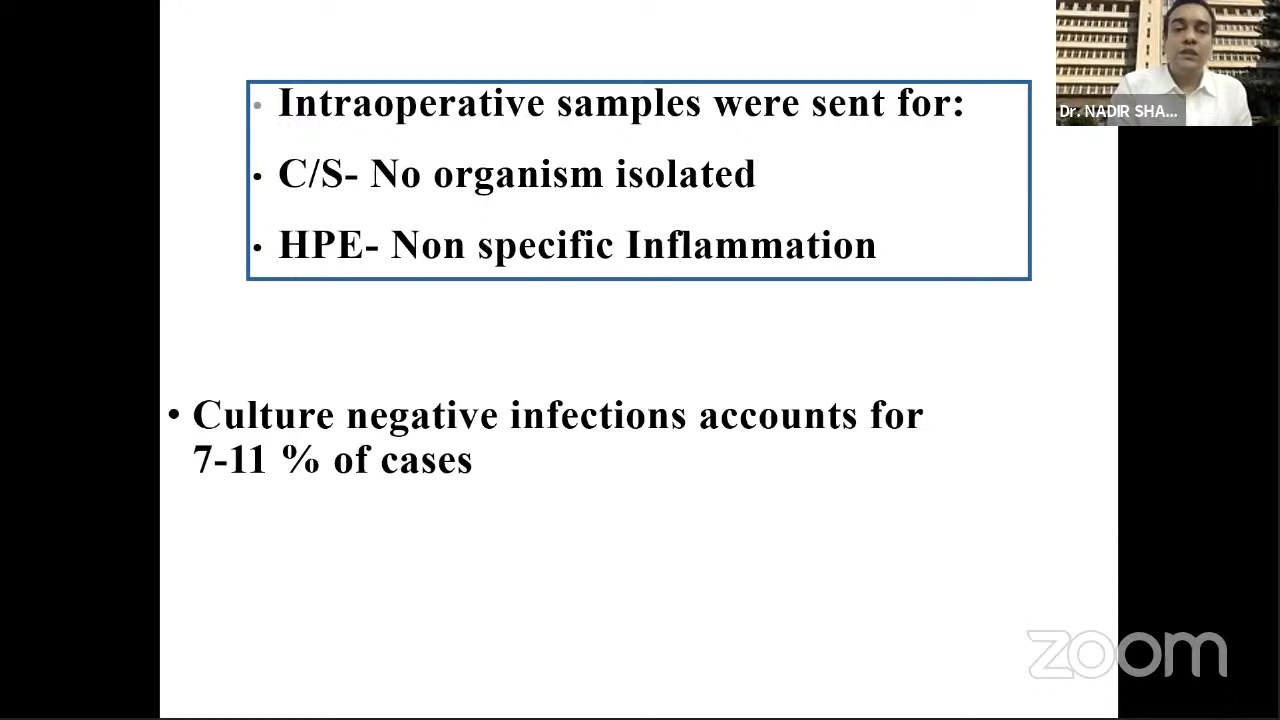 • Intraoperative samples were sent for:
• C/S- No organism isolated
• HPE- Non specific Inflammation
• Culture negative infections accounts for
7-11 % of cases
Dr. NADIR SHA...
zoom